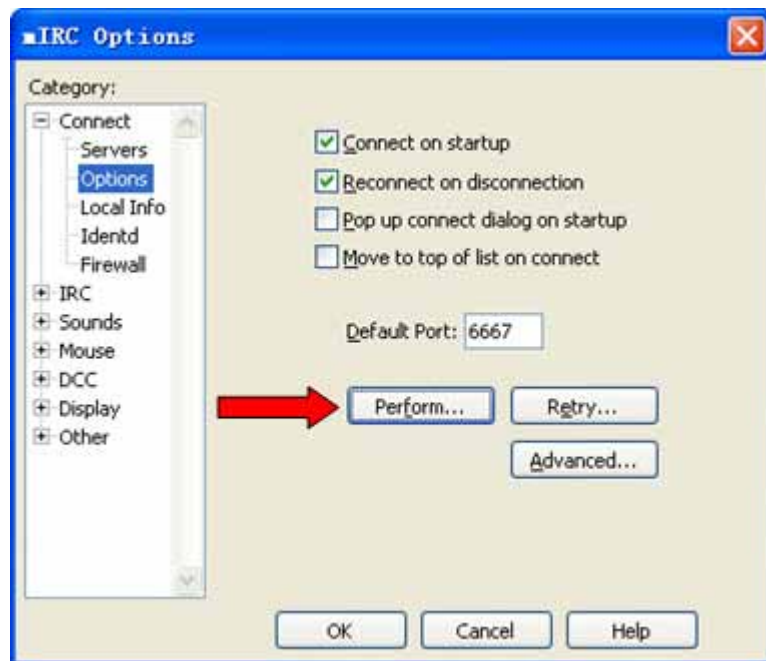 mIRC Options
Category:
Connect
Servers
Options
Local Info
Identd
Firewall
IRC
Sounds
Mouse
DCC
Display
Other
Connect on startup
Reconnect on disconnection
Pop up connect dialog on startup
Move to top of list on connect
Default Port: 6667
Perform... Retry...
Advanced...
OK Cancel Help